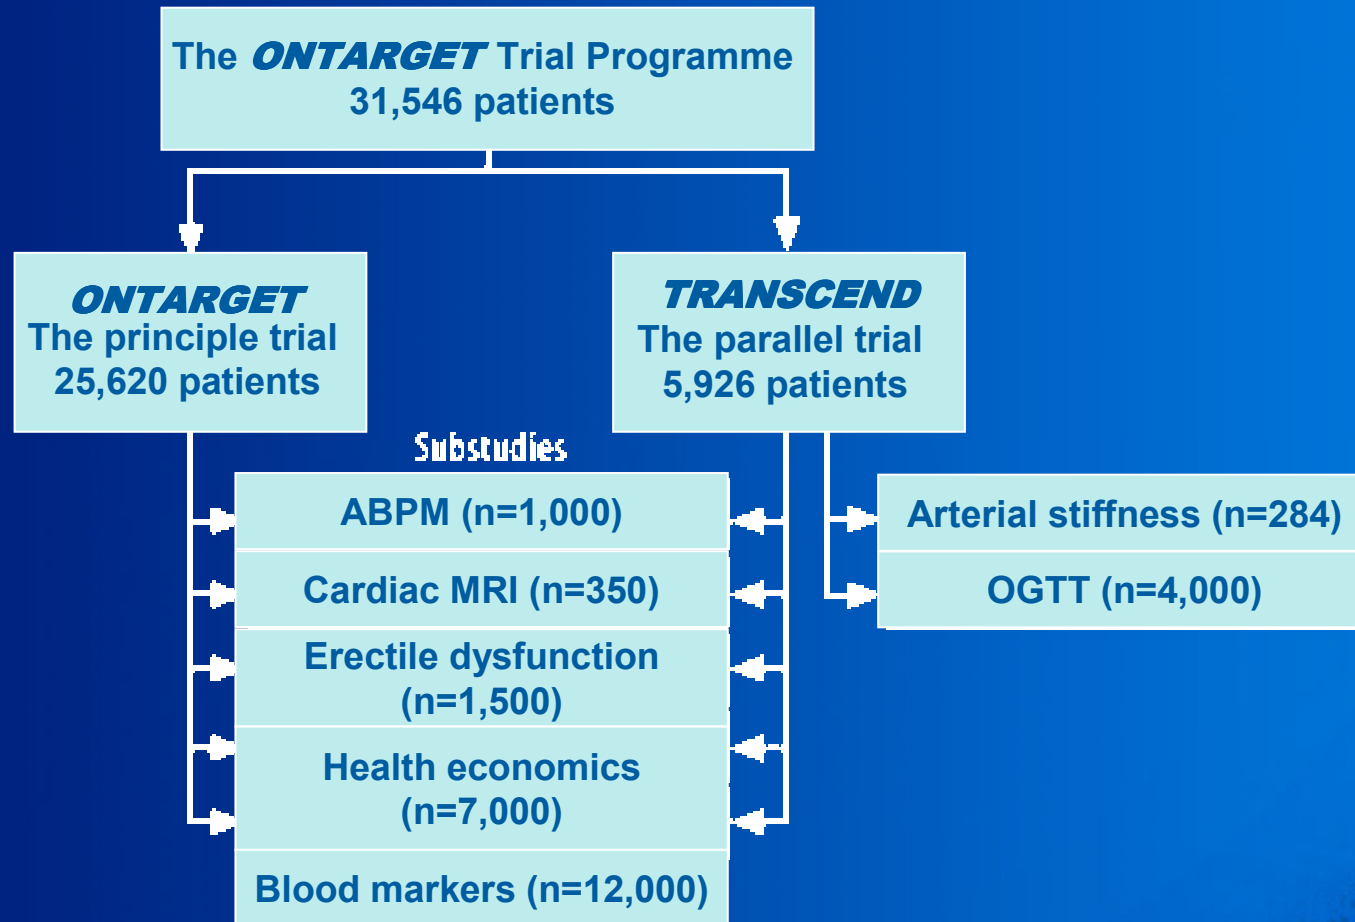 The ONTARGET Trial Programme
31,546 patients
ONTARGET
The principle trial
25,620 patients
TRANSCEND
The parallel trial
5,926 patients
Substudies
ABPM (n=1,000)
Cardiac MRI (n=350)
Erectile dysfunction
(n=1,500)
Health economics
(n=7,000)
Blood markers (n=12,000)
Arterial stiffness (n=284)
OGTT (n=4,000)